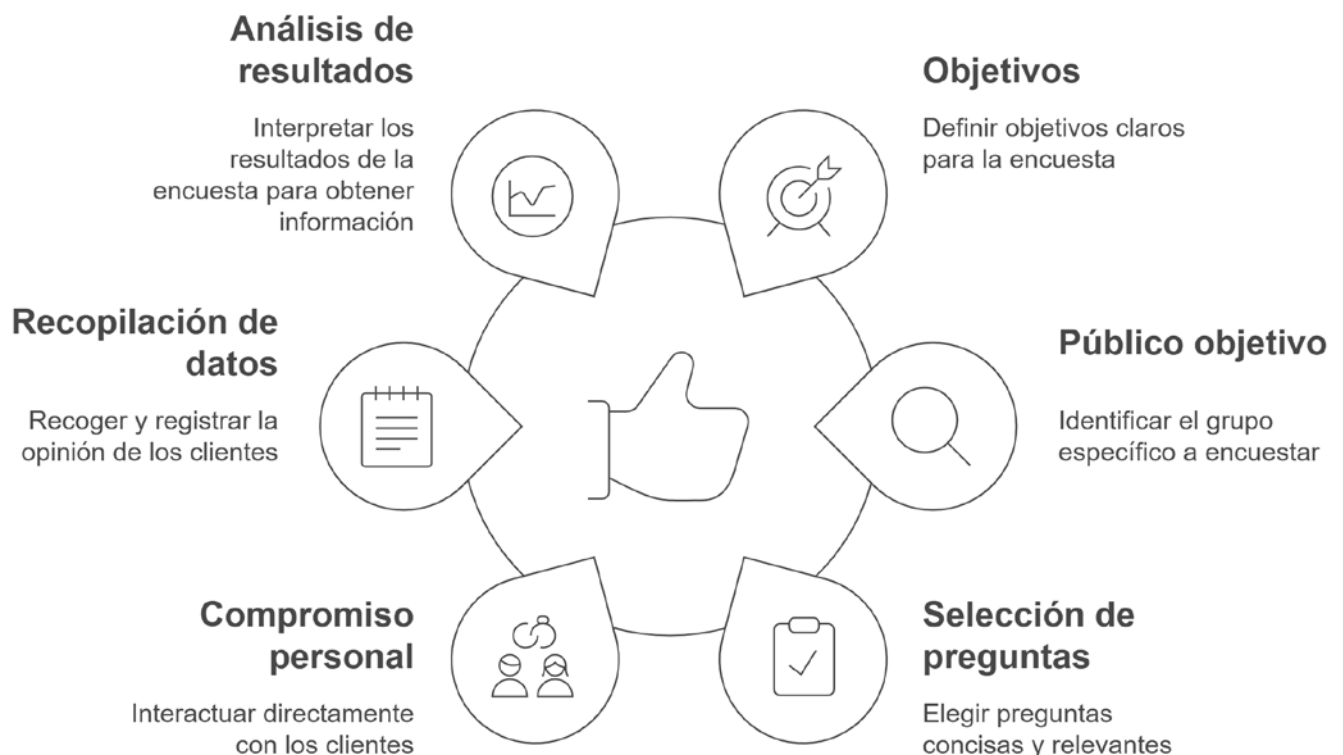 Análisis de
resultados
Interpretar los
resultados de la
encuesta para obtener
información
Objetivos
Definir objetivos claros
para la encuesta
Recopilación de
datos
Recoger y registrar la
opinión de los clientes
Público objetivo
Identificar el grupo
específico a encuestar
Compromiso
personal
Interactuar directamente
con los clientes
Selección de
preguntas
Elegir preguntas
concisas y relevantes